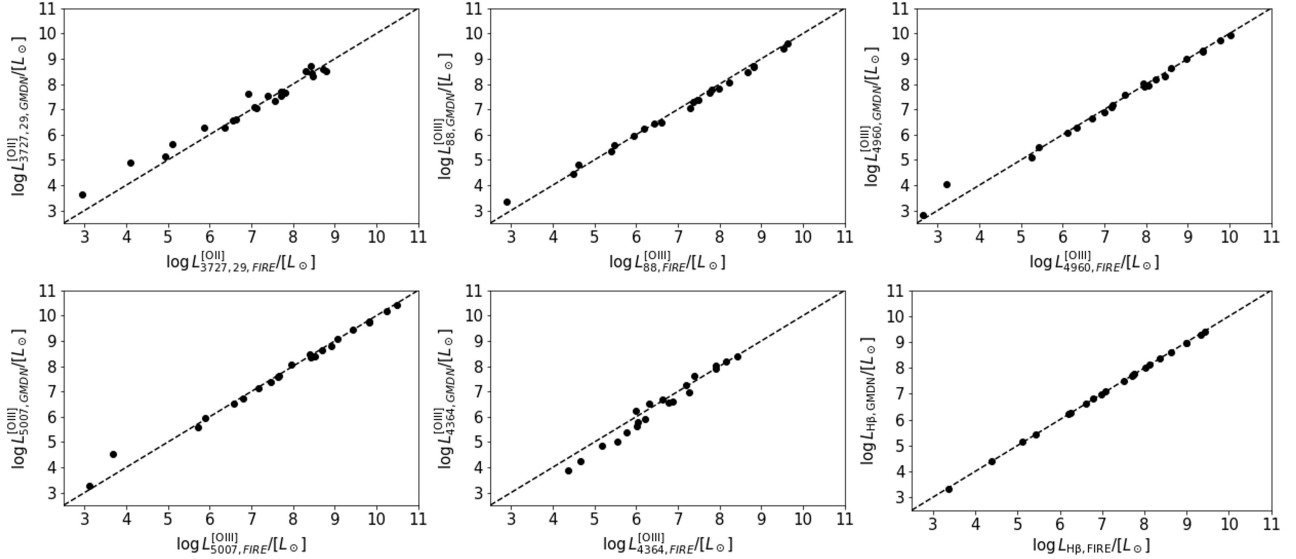 11 11 11
10 10 10
9 9 9
8 8 8
7 7 7
6 6 6
5 5 5
4 4 4
3 3 3
log L^{[OII]}_{3727,29,GMDN}/[L_⊙]
log L^{[OIII]}_{88,GMDN}/[L_⊙]
log L^{[OIII]}_{4960,GMDN}/[L_⊙]
3 4 5 6 7 8 9 10 11
3 4 5 6 7 8 9 10 11
3 4 5 6 7 8 9 10 11
log L^{[OII]}_{3727,29,FIRE}/[L_⊙]
log L^{[OIII]}_{88,FIRE}/[L_⊙]
log L^{[OIII]}_{4960,FIRE}/[L_⊙]
11 11 11
10 10 10
9 9 9
8 8 8
7 7 7
6 6 6
5 5 5
4 4 4
3 3 3
log L^{[OIII]}_{5007,GMDN}/[L_⊙]
log L^{[OIII]}_{4364,GMDN}/[L_⊙]
log L_{Hβ,GMDN}/[L_⊙]
3 4 5 6 7 8 9 10 11
3 4 5 6 7 8 9 10 11
3 4 5 6 7 8 9 10 11
log L^{[OIII]}_{5007,FIRE}/[L_⊙]
log L^{[OIII]}_{4364,FIRE}/[L_⊙]
log L_{Hβ,FIRE}/[L_⊙]